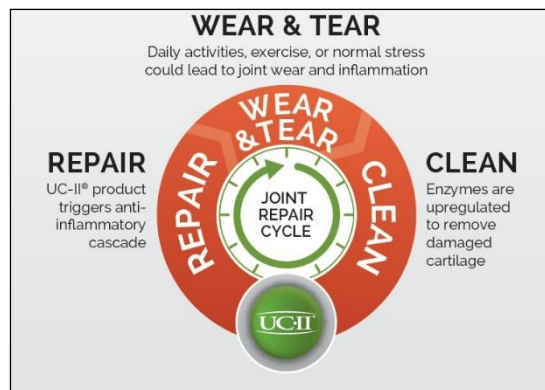 WEAR & TEAR
Daily activities, exercise, or normal stress
could lead to joint wear and inflammation
REPAIR
UC-II® product
triggers anti-
inflammatory
cascade
WEAR
& TEAR
REPAIR
CLEAN
JOINT
REPAIR
CYCLE
UC·II
CLEAN
Enzymes are
upregulated
to remove
damaged
cartilage